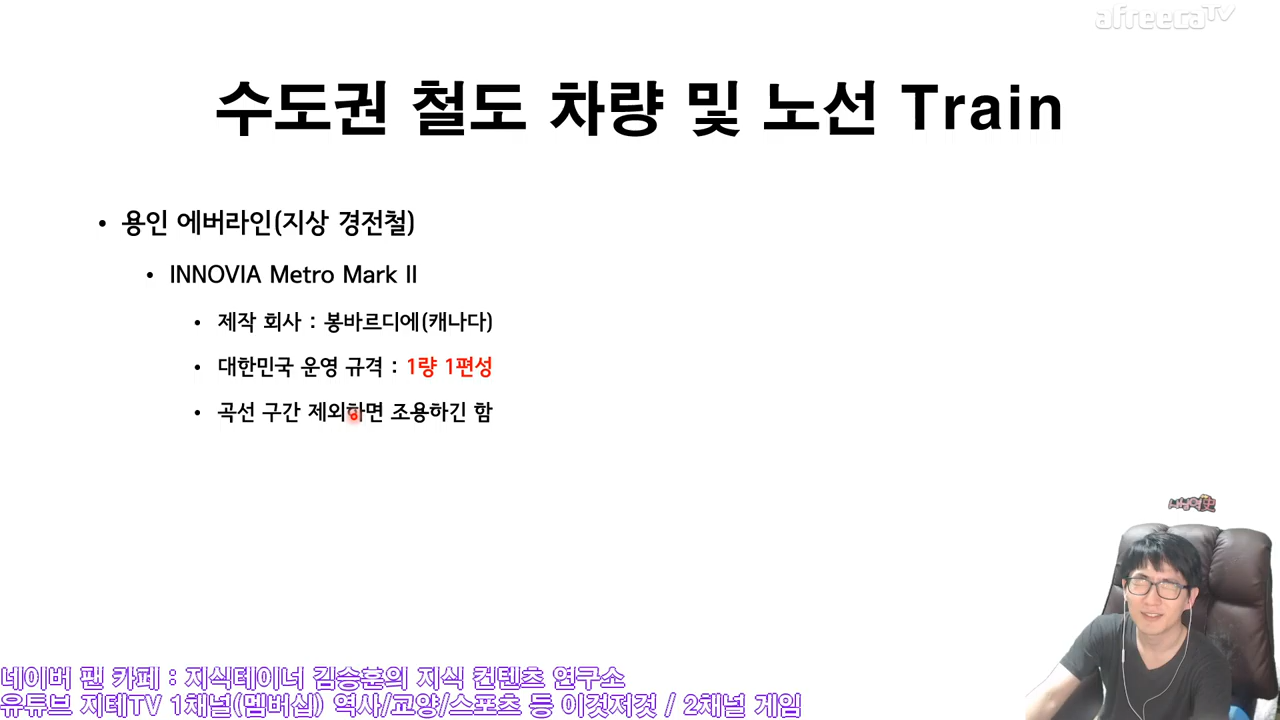 afreecaTV
수도권 철도 차량 및 노선 Train
• 용인 에버라인(지상 경전철)
• INNOVIA Metro Mark II
• 제작 회사 : 봉바르디에(캐나다)
• 대한민국 운영 규격 : 1량 1편성
• 곡선 구간 제외하면 조용하긴 함
네이버 팬 카페 : 지식테이너 김승훈의 지식 컨텐츠 연구소
유튜브 지테TV 1채널(멤버십) 역사/교양/스포츠 등 이것저것 / 2채널 게임